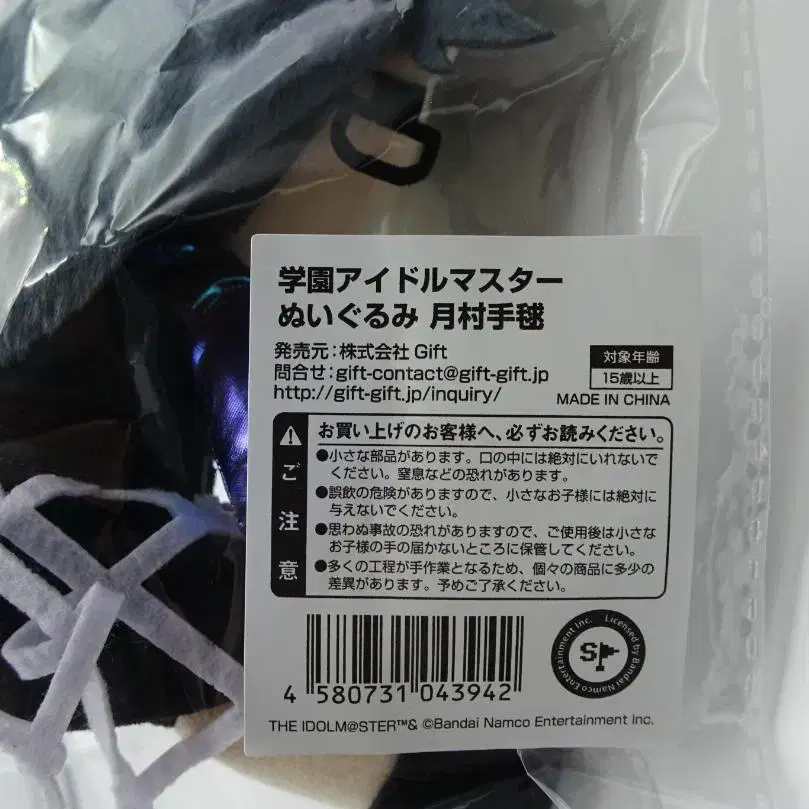 学園アイドルマスター
ぬいぐるみ 月村手毬
発売元：株式会社 Gift
問合せ：gift-contact@gift-gift.jp
http://gift-gift.jp/inquiry/
対象年齢
15歳以上
MADE IN CHINA
ご注意
お買い上げのお客様へ、必ずお読みください。
●小さな部品があります。口の中には絶対にいれないで
ください。窒息などの恐れがあります。
●誤飲の危険がありますので、小さなお子様には絶対に
与えないでください。
●思わぬ事故の恐れがありますので、ご使用後は小さな
お子様の手の届かないところに保管してください。
●多くの工程が手作業となるため、個々の商品に多少の
差異があります。予めご了承ください。
4 580731 043942
Licensed by Bandai Namco Entertainment Inc.
SP
THE IDOLM@STER™& ©Bandai Namco Entertainment Inc.